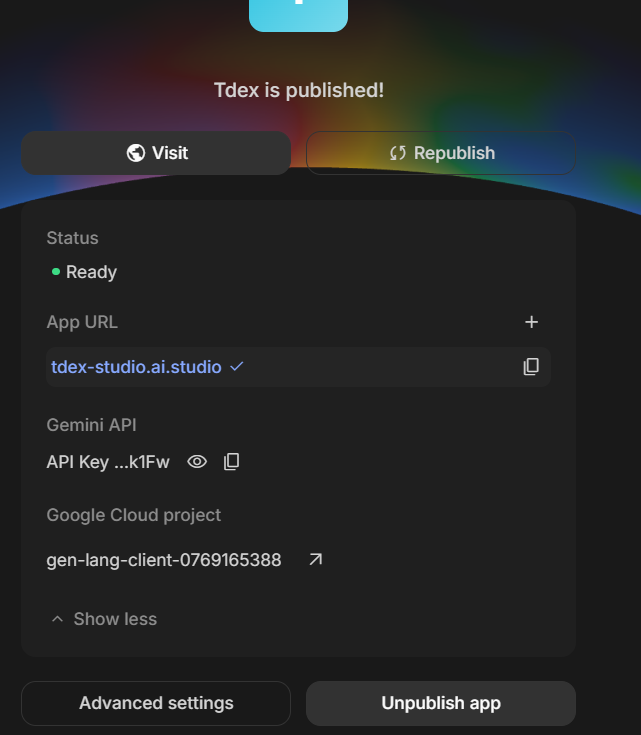 Tdex is published!
Visit
Republish
Status
Ready
App URL
tdex-studio.ai.studio
Gemini API
API Key ...k1Fw
Google Cloud project
gen-lang-client-0769165388
Show less
Advanced settings
Unpublish app